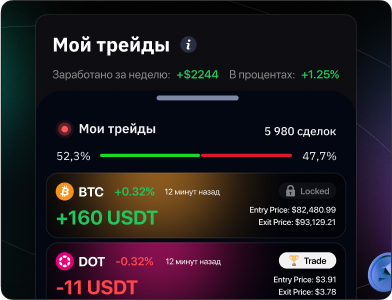 Мой трейды i
Заработано за неделю: +$2244 В процентах: +1.25%
Мои трейды 5 980 сделок
52,3% 47,7%
BTC +0.32% 12 минут назад Locked
+160 USDT
Entry Price: $82,480.99
Exit Price: $93,129.21
DOT -0.32% 12 минут назад Trade
-11 USDT
Entry Price: $3.91
Exit Price: $3.78